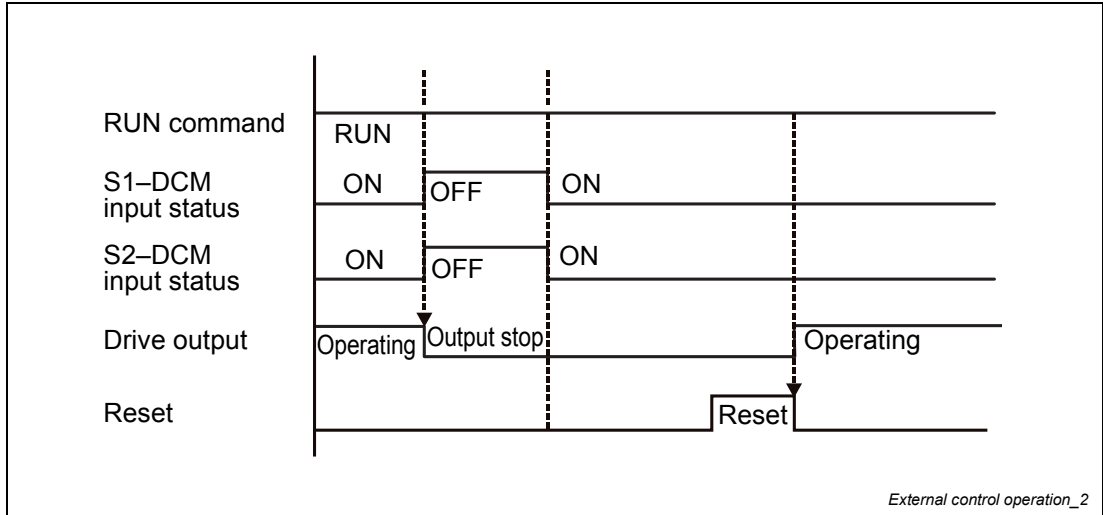 RUN command
RUN
S1–DCM
input status
ON
OFF
ON
S2–DCM
input status
ON
OFF
ON
Drive output
Operating
Output stop
Operating
Reset
Reset
External control operation_2